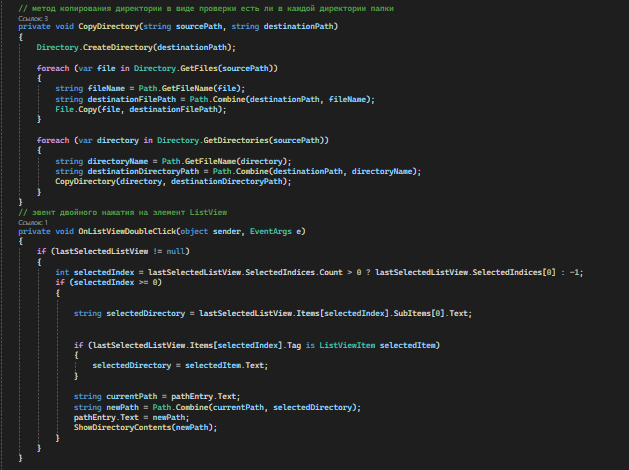 // метод копирования директории в виде проверки есть ли в каждой директории папки
Ссылок: 3
private void CopyDirectory(string sourcePath, string destinationPath)
{
Directory.CreateDirectory(destinationPath);
foreach (var file in Directory.GetFiles(sourcePath))
{
string fileName = Path.GetFileName(file);
string destinationFilePath = Path.Combine(destinationPath, fileName);
File.Copy(file, destinationFilePath);
}
foreach (var directory in Directory.GetDirectories(sourcePath))
{
string directoryName = Path.GetFileName(directory);
string destinationDirectoryPath = Path.Combine(destinationPath, directoryName);
CopyDirectory(directory, destinationDirectoryPath);
}
}
// эвент двойного нажатия на элемент ListView
Ссылок: 1
private void OnListViewDoubleClick(object sender, EventArgs e)
{
if (lastSelectedListView != null)
{
int selectedIndex = lastSelectedListView.SelectedIndices.Count > 0 ? lastSelectedListView.SelectedIndices[0] : -1;
if (selectedIndex >= 0)
{
string selectedDirectory = lastSelectedListView.Items[selectedIndex].SubItems[0].Text;
if (lastSelectedListView.Items[selectedIndex].Tag is ListViewItem selectedItem)
{
selectedDirectory = selectedItem.Text;
}
string currentPath = pathEntry.Text;
string newPath = Path.Combine(currentPath, selectedDirectory);
pathEntry.Text = newPath;
ShowDirectoryContents(newPath);
}
}
}